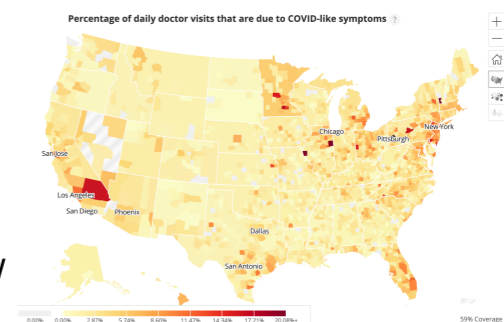 Percentage of daily doctor visits that are due to COVID-like symptoms ?
Chicago
New York
Pittsburgh
San Jose
Los Angeles
San Diego
Phoenix
Dallas
San Antonio
0.00% 0.00% 2.87% 5.74% 8.60% 11.47% 14.34% 17.21% 20.08%+
59% Coverage